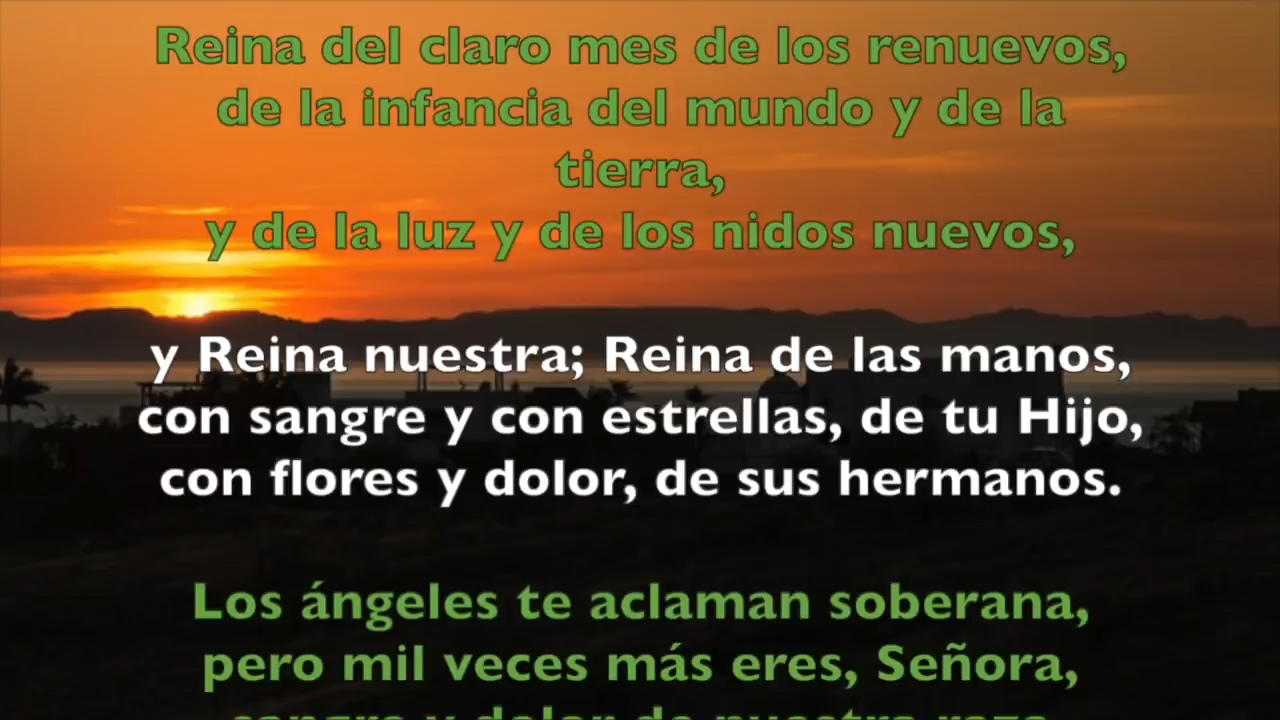 Reina del claro mes de los renuevos,
de la infancia del mundo y de la
tierra,
y de la luz y de los nidos nuevos,
y Reina nuestra; Reina de las manos,
con sangre y con estrellas, de tu Hijo,
con flores y dolor, de sus hermanos.
Los ángeles te aclaman soberana,
pero mil veces más eres, Señora,
sangre y dolor de nuestra raza